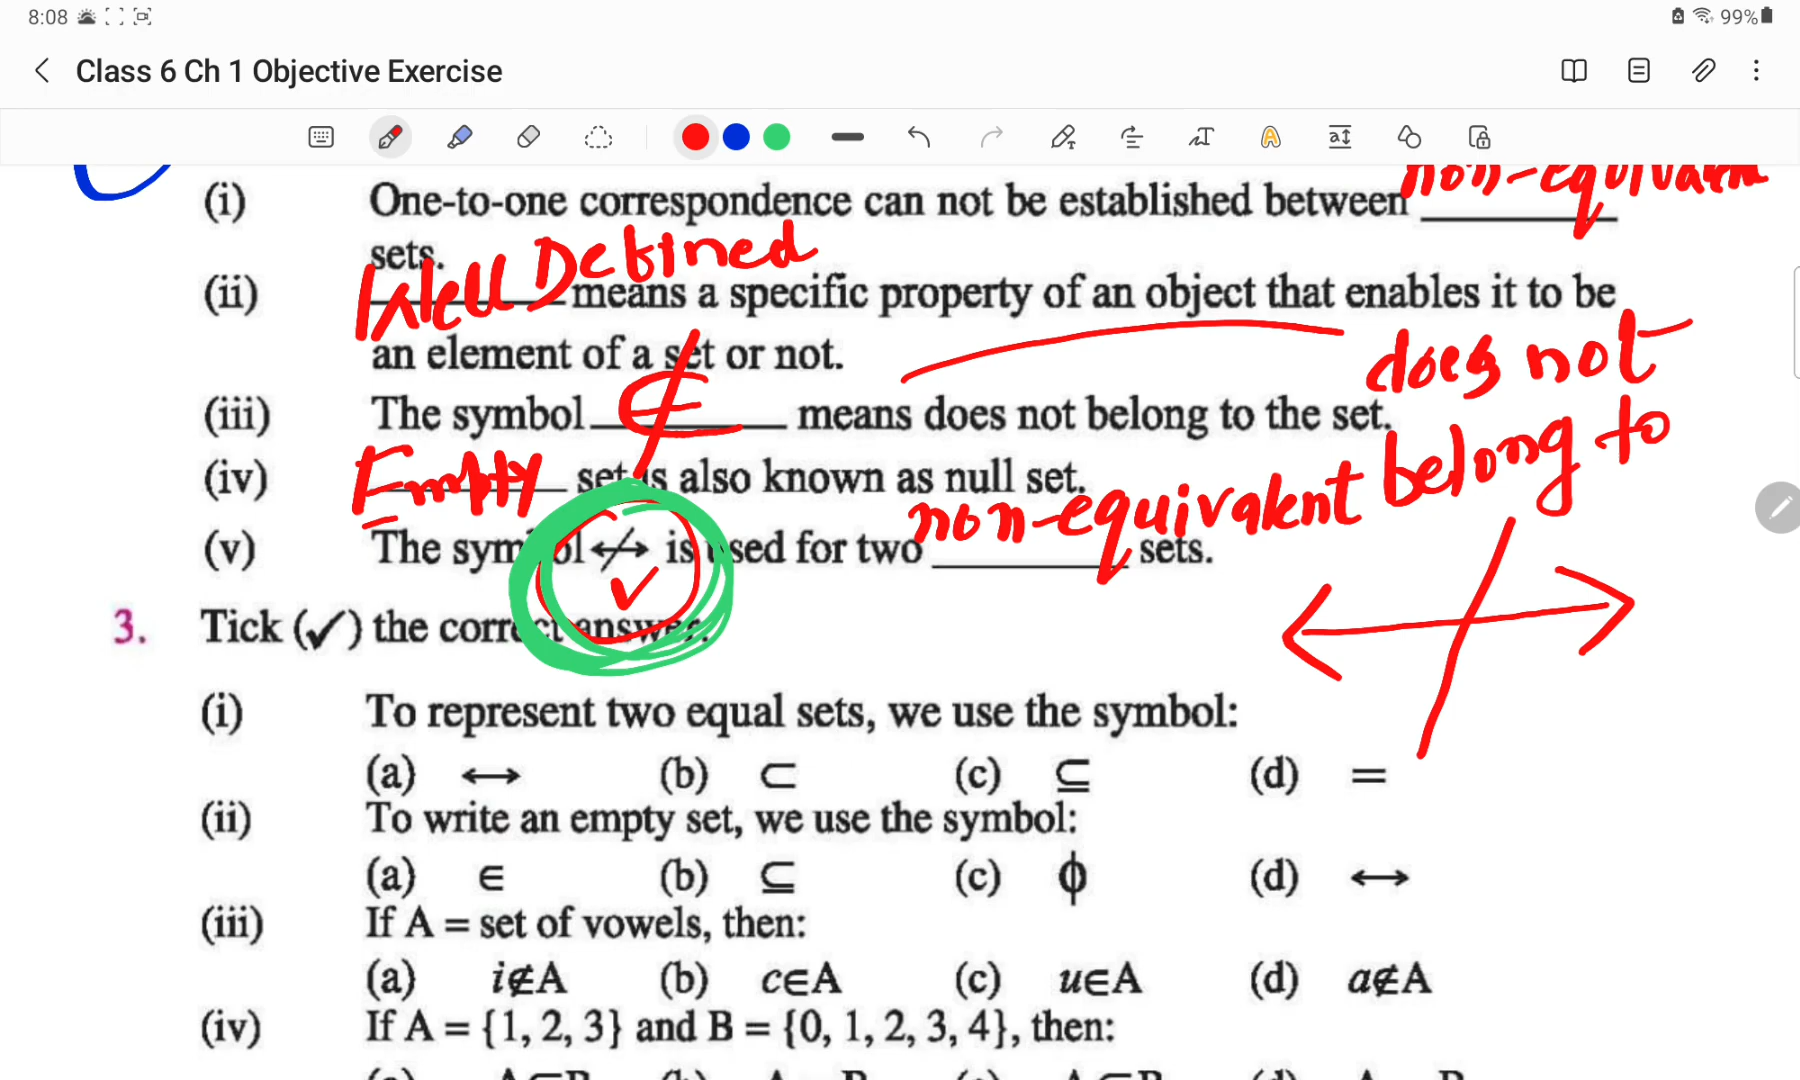 8:08 99%
Class 6 Ch 1 Objective Exercise
non-equivalent
(i) One-to-one correspondence can not be established between ________
sets.
Well Defined
(ii) ________ means a specific property of an object that enables it to be
an element of a set or not.
does not
(iii) The symbol ∉ means does not belong to the set.
belong to
(iv) Empty set is also known as null set.
non-equivalent
(v) The symbol ↮ is used for two ________ sets.
3. Tick (✓) the correct answer.
(i) To represent two equal sets, we use the symbol:
(a) ↔ (b) ⊂ (c) ⊆ (d) =
(ii) To write an empty set, we use the symbol:
(a) ∈ (b) ⊆ (c) ϕ (d) ↔
(iii) If A = set of vowels, then:
(a) i∉A (b) c∈A (c) u∈A (d) a∉A
(iv) If A = {1, 2, 3} and B = {0, 1, 2, 3, 4}, then: